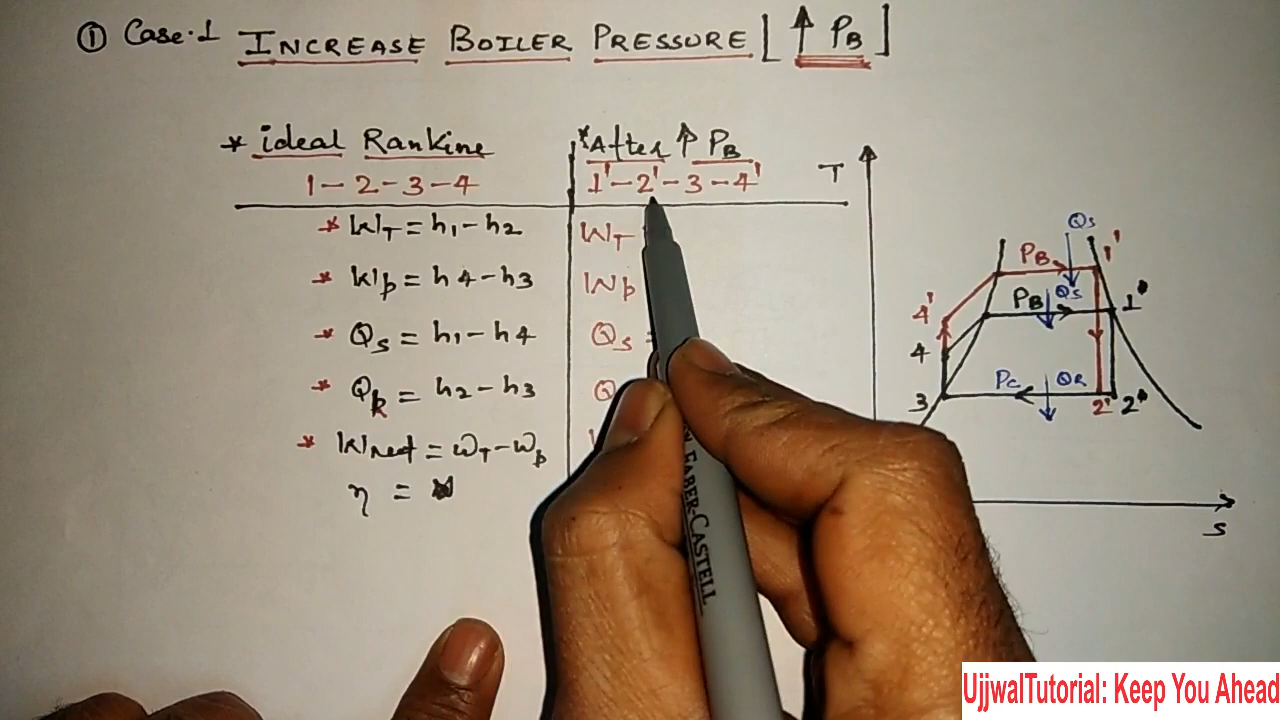 ① Case·1 INCREASE BOILER PRESSURE [↑ PB]
* ideal Rankine
1-2-3-4
* WT = h1-h2
* Wp = h4-h3
* Qs = h1-h4
* QR = h2-h3
* Wnet = WT-Wp
η =
*After ↑ PB
1'-2'-3-4'
WT
Wp
Qs =
Q
T
Qs
PB 1'
PB Qs 1
4'
4
3 Pc QR 2' 2
S
FABER-CASTELL
UjjwalTutorial: Keep You Ahead